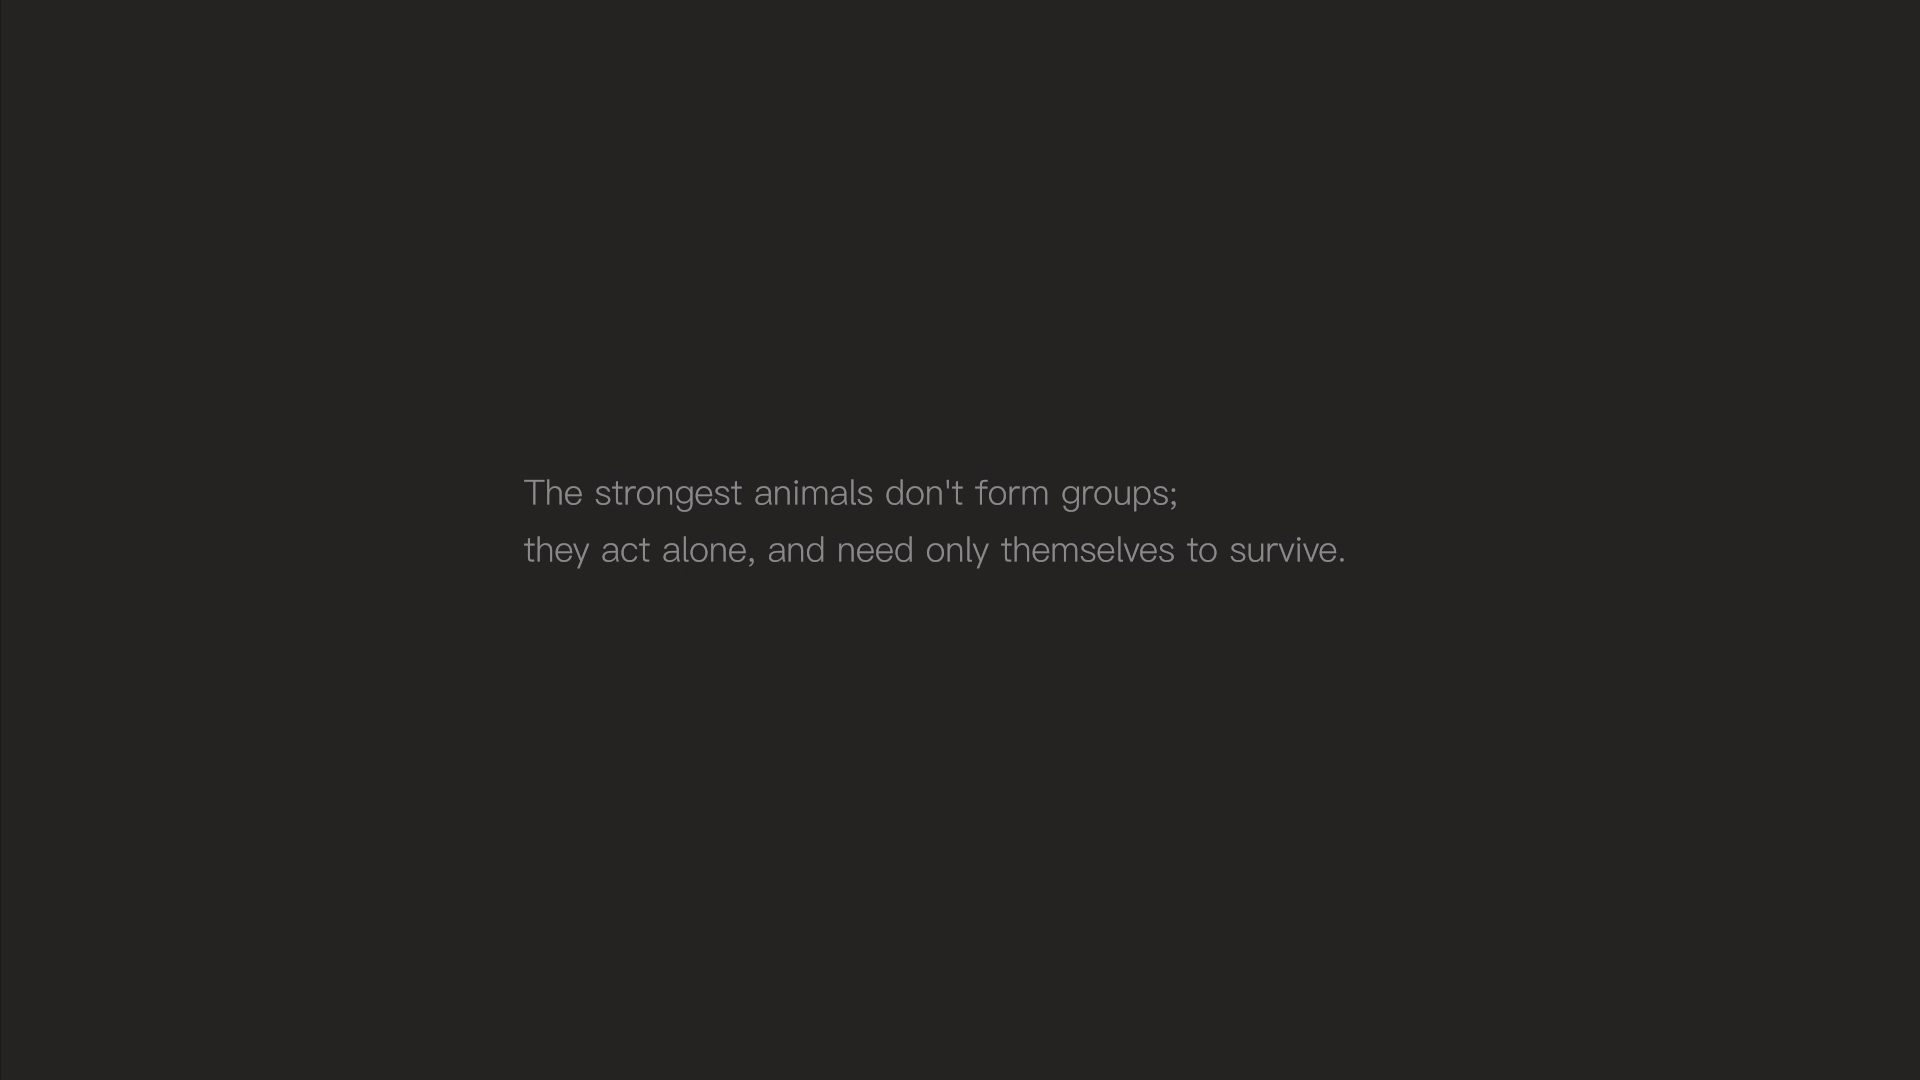 The strongest animals don't form groups;
they act alone, and need only themselves to survive.